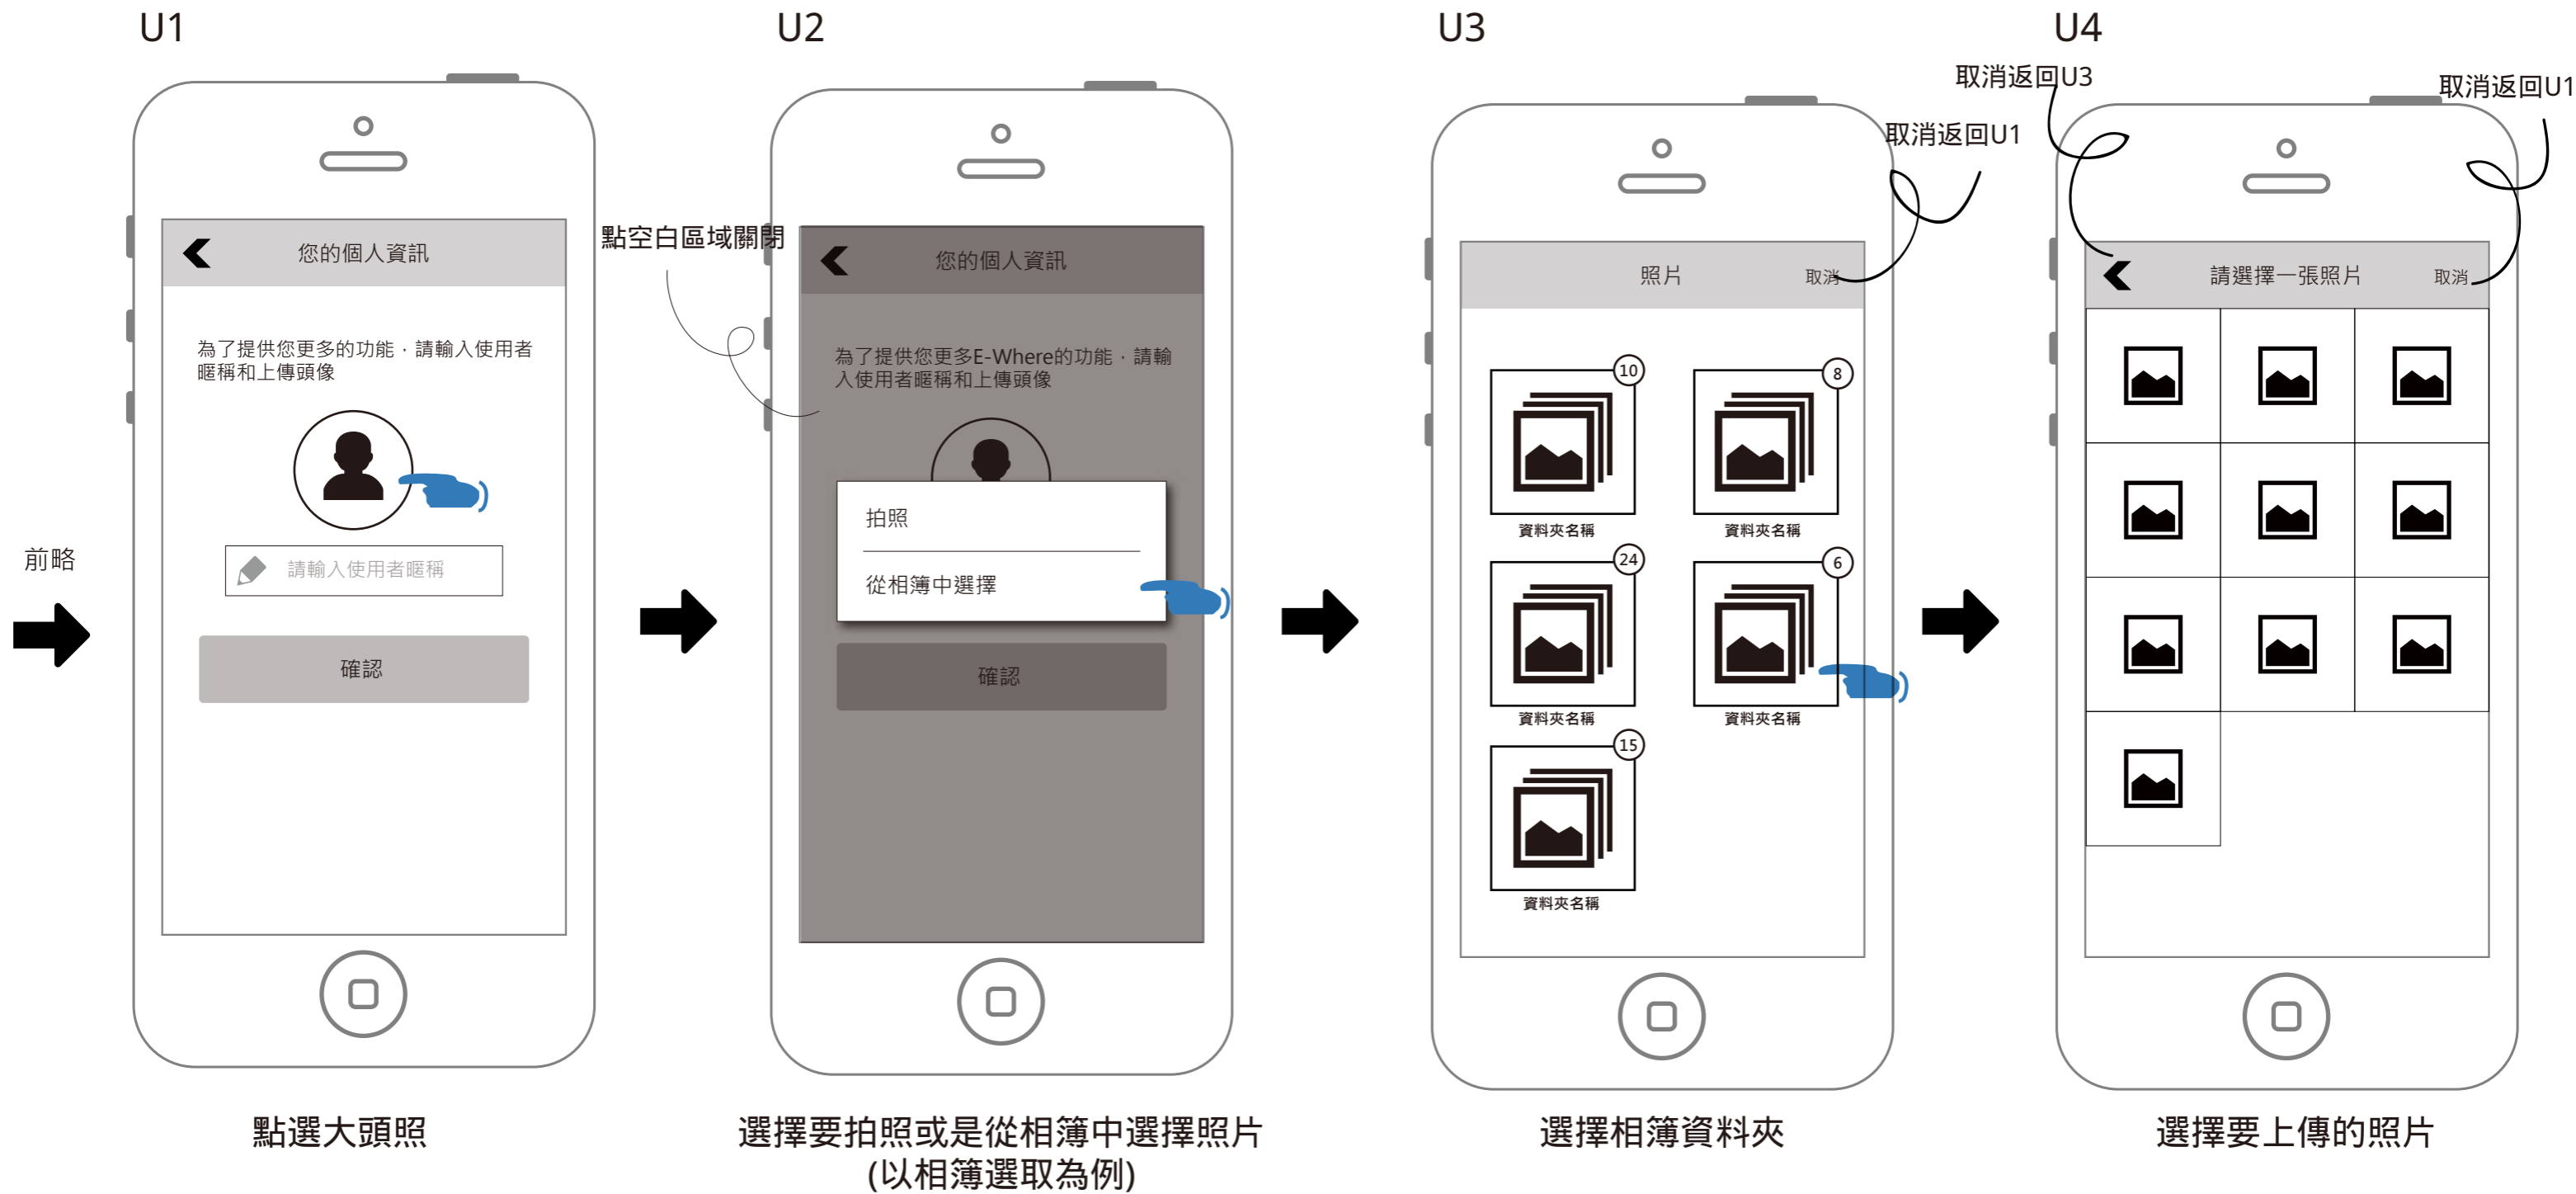 U1
U2
U3
U4
取消返回U3
取消返回U1
取消返回U1
前略
您的個人資訊
為了提供您更多的功能，請輸入使用者
暱稱和上傳頭像
請輸入使用者暱稱
確認
點選大頭照
點空白區域關閉
您的個人資訊
為了提供您更多E-Where的功能，請輸
入使用者暱稱和上傳頭像
拍照
從相簿中選擇
確認
選擇要拍照或是從相簿中選擇照片
(以相簿選取為例)
照片
取消
10
8
資料夾名稱
資料夾名稱
24
6
資料夾名稱
資料夾名稱
15
資料夾名稱
選擇相簿資料夾
請選擇一張照片
取消
選擇要上傳的照片